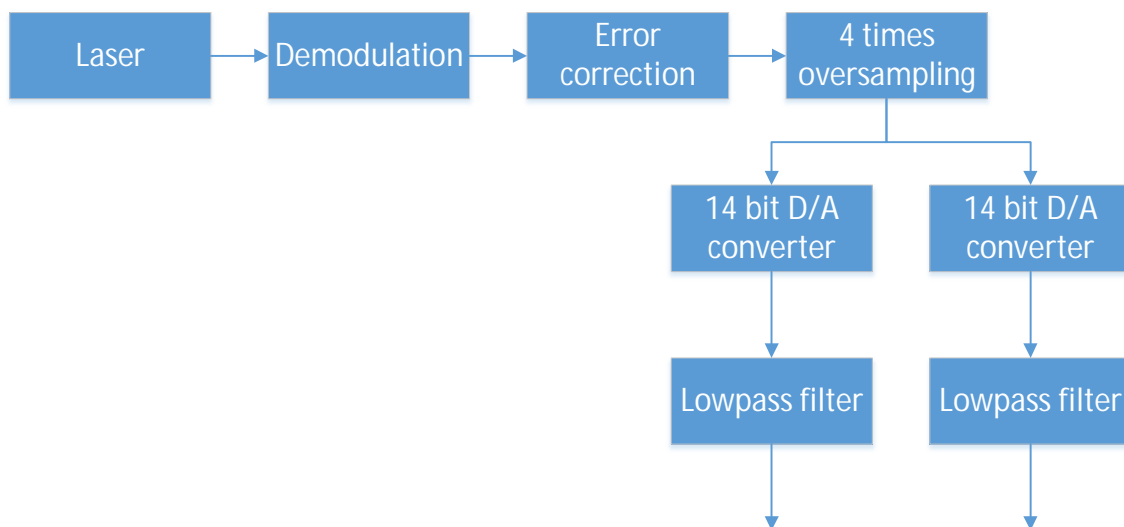 Laser
Demodulation
Error
correction
4 times
oversampling
14 bit D/A
converter
14 bit D/A
converter
Lowpass filter
Lowpass filter